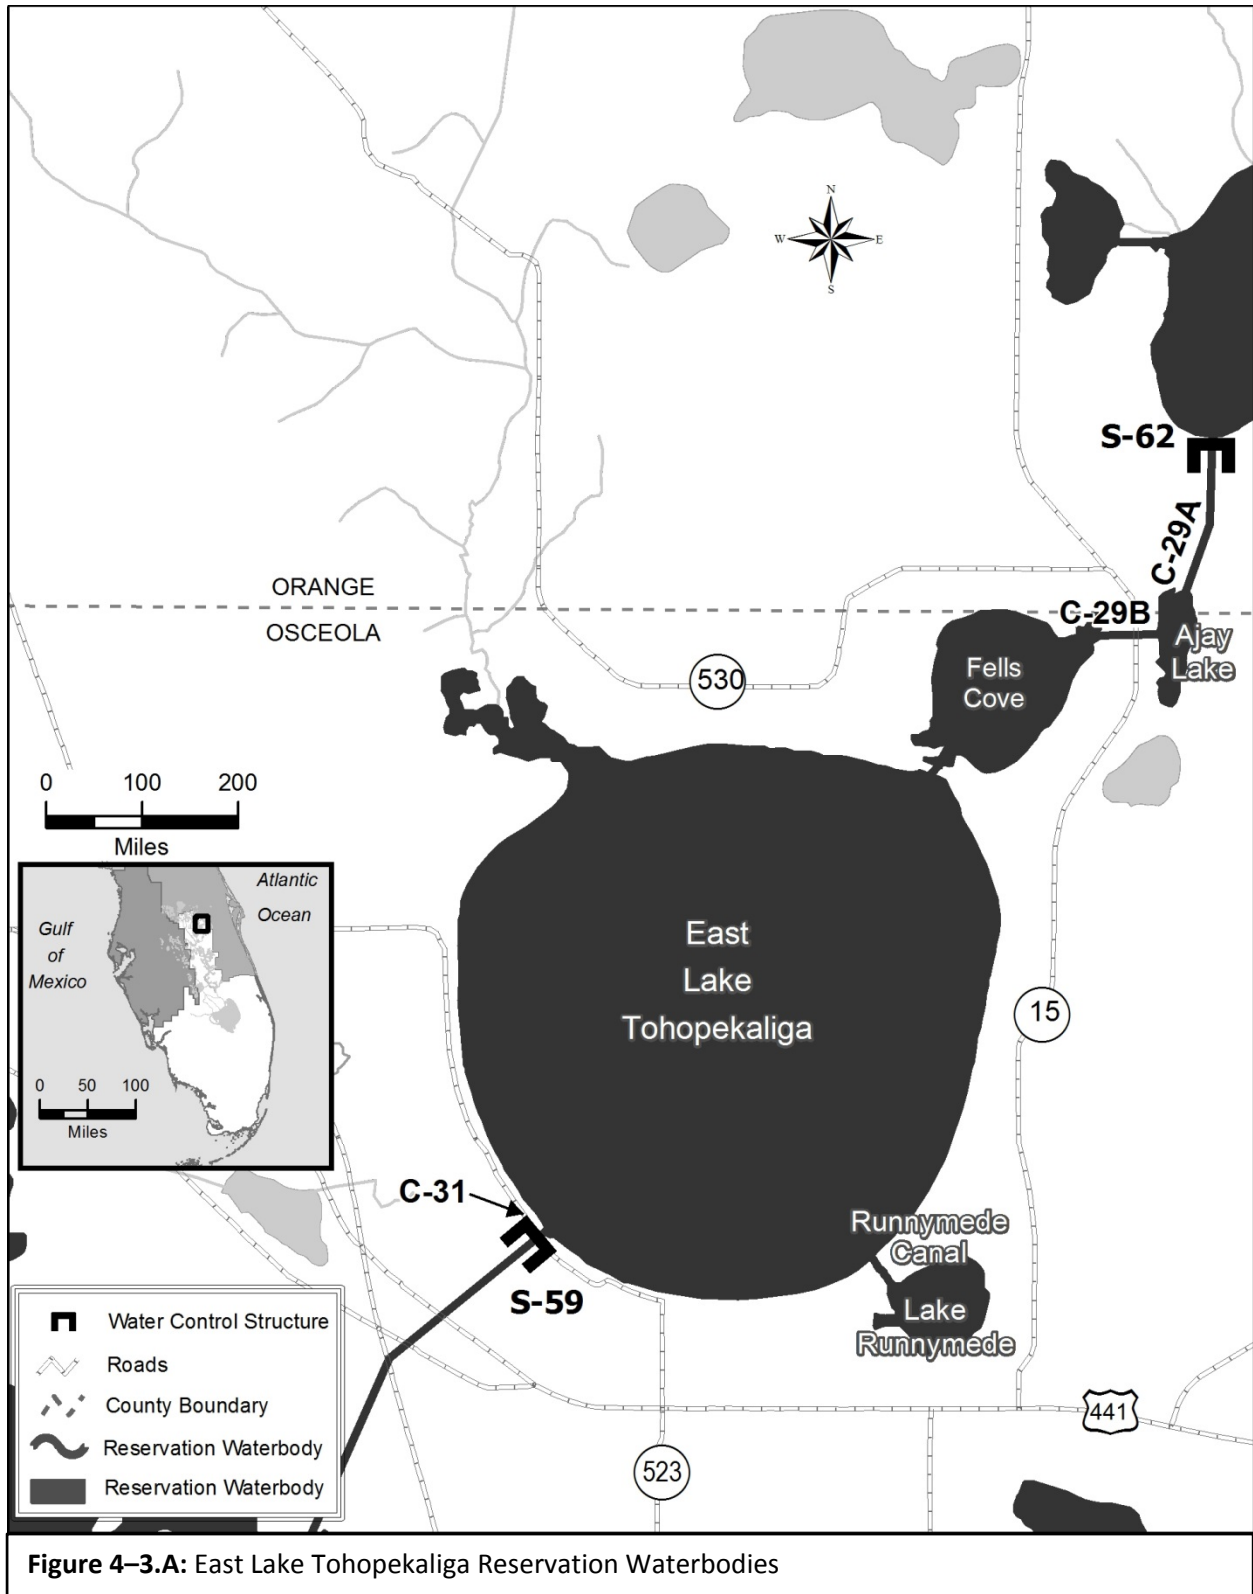 N
W
E
S
S-62
C-29A
ORANGE
OSCEOLA
C-29B
Ajay
Lake
530
Fells
Cove
0 100 200
Miles
Atlantic
Ocean
Gulf
of
Mexico
0 50 100
Miles
East
Lake
Tohopekaliga
15
C-31
S-59
Runnymede
Canal
Lake
Runnymede
441
523
Water Control Structure
Roads
County Boundary
Reservation Waterbody
Reservation Waterbody
Figure 4–3.A: East Lake Tohopekaliga Reservation Waterbodies